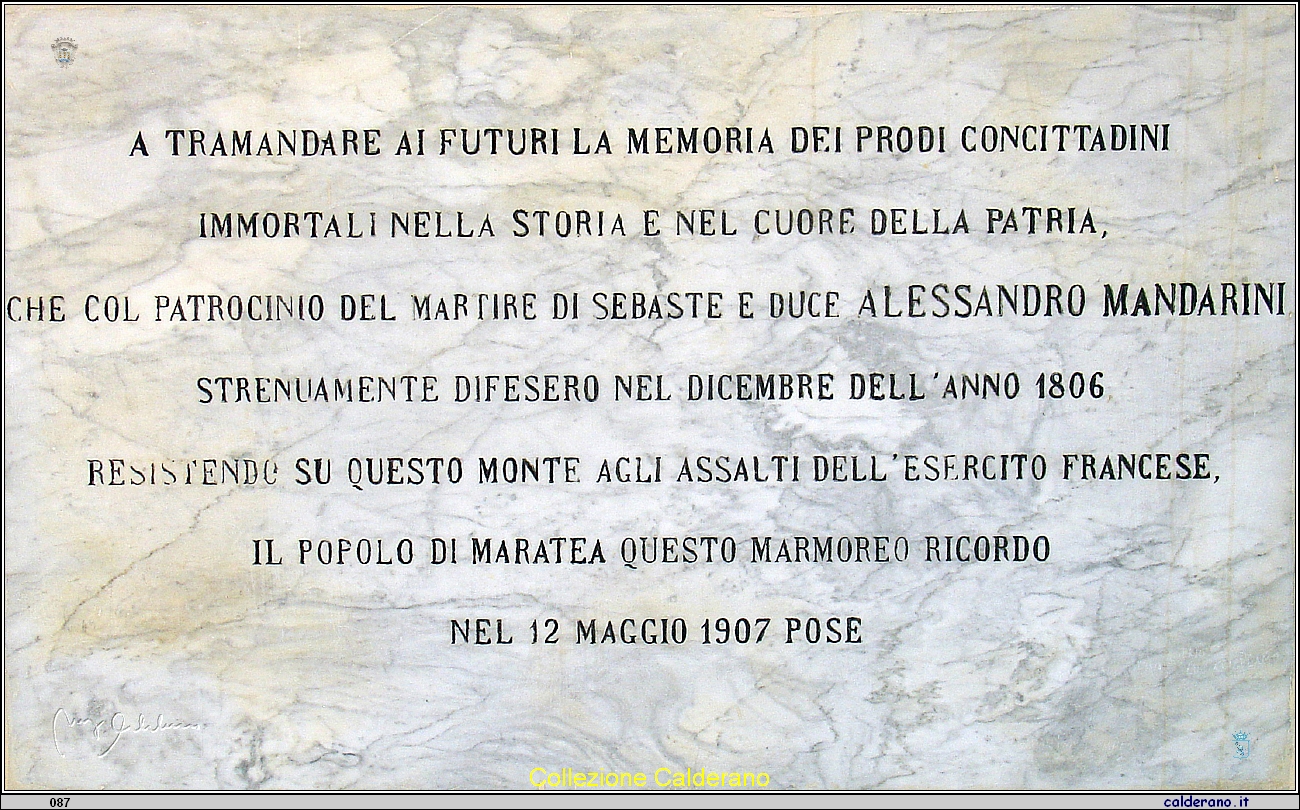 A TRAMANDARE AI FUTURI LA MEMORIA DEI PRODI CONCITTADINI
IMMORTALI NELLA STORIA E NEL CUORE DELLA PATRIA,
CHE COL PATROCINIO DEL MARTIRE DI SEBASTE E DUCE ALESSANDRO MANDARINI
STRENUAMENTE DIFESERO NEL DICEMBRE DELL'ANNO 1806
RESISTENDO SU QUESTO MONTE AGLI ASSALTI DELL'ESERCITO FRANCESE,
IL POPOLO DI MARATEA QUESTO MARMOREO RICORDO
NEL 12 MAGGIO 1907 POSE
Collezione Calderano
087
calderano.it